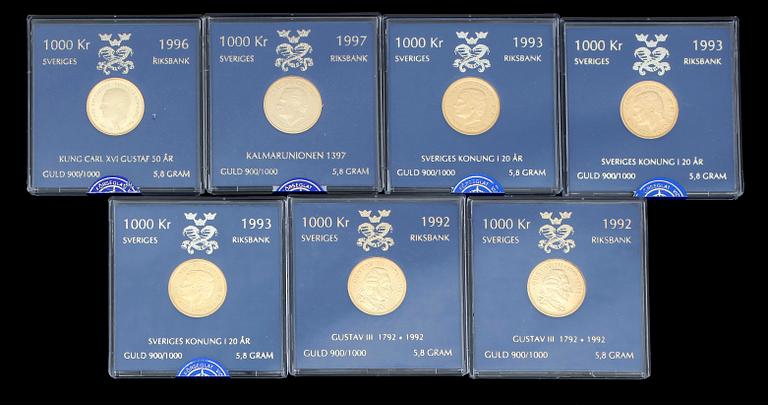 1000 Kr 1996
SVERIGES RIKSBANK
KUNG CARL XVI GUSTAF 50 ÅR
GULD 900/1000 5,8 GRAM
FÖRSEGLAT
1000 Kr 1997
SVERIGES RIKSBANK
KALMARUNIONEN 1397
GULD 900/1000 5,8 GRAM
FÖRSEGLAT
1000 Kr 1993
SVERIGES RIKSBANK
SVERIGES KONUNG I 20 ÅR
GULD 900/1000 5,8 GRAM
FÖRSEGLAT
1000 Kr 1993
SVERIGES RIKSBANK
SVERIGES KONUNG I 20 ÅR
GULD 900/1000 5,8 GRAM
FÖRSEGLAT
1000 Kr 1993
SVERIGES RIKSBANK
SVERIGES KONUNG I 20 ÅR
GULD 900/1000 5,8 GRAM
FÖRSEGLAT
1000 Kr 1992
SVERIGES RIKSBANK
GUSTAV III 1792 • 1992
GULD 900/1000 5,8 GRAM
1000 Kr 1992
SVERIGES RIKSBANK
GUSTAV III 1792 • 1992
GULD 900/1000 5,8 GRAM